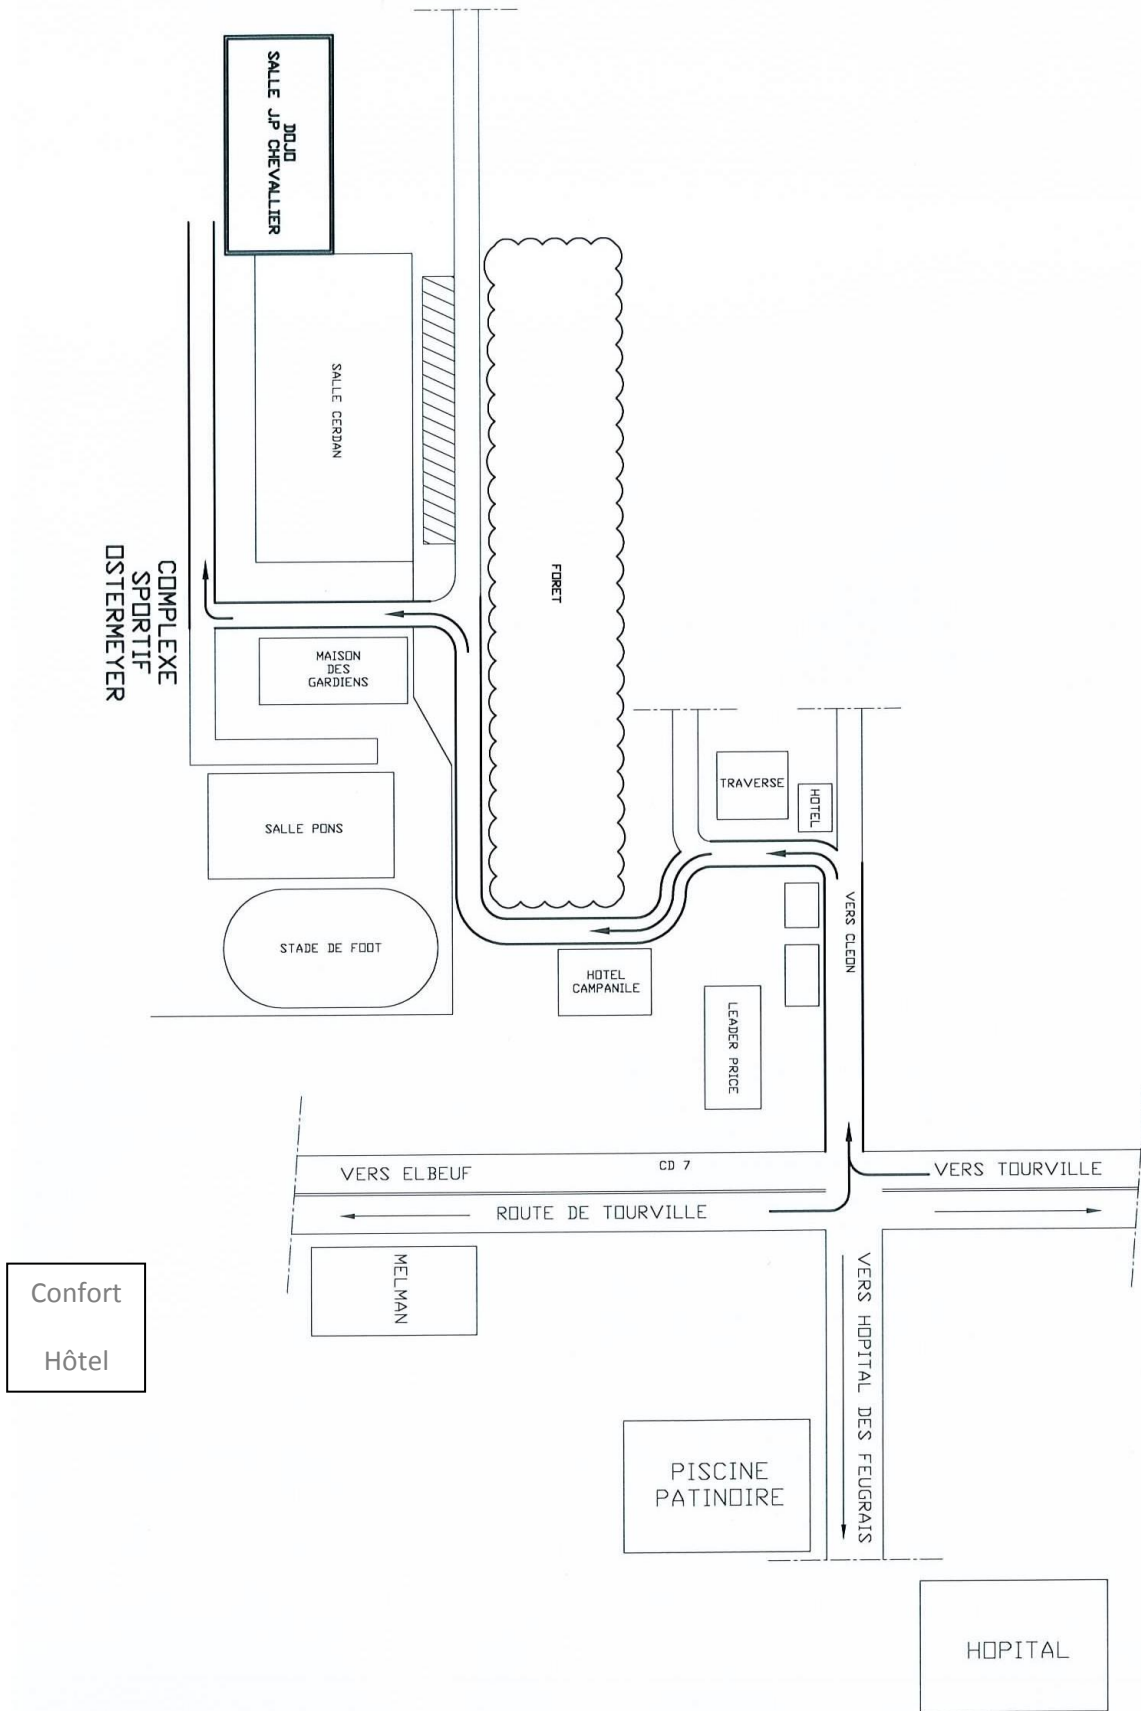 DOJO
SALLE J.P CHEVALLIER
SALLE CERDAN
FORET
COMPLEXE
SPORTIF
OSTERMEYER
MAISON
DES
GARDIENS
TRAVERSE
HOTEL
SALLE PONS
STADE DE FOOT
VERS CLEON
HOTEL
CAMPANILE
LEADER PRICE
VERS ELBEUF
CD 7
VERS TOURVILLE
ROUTE DE TOURVILLE
MELMAN
VERS HOPITAL DES FEUGRAIS
Confort
Hôtel
PISCINE
PATINOIRE
HOPITAL